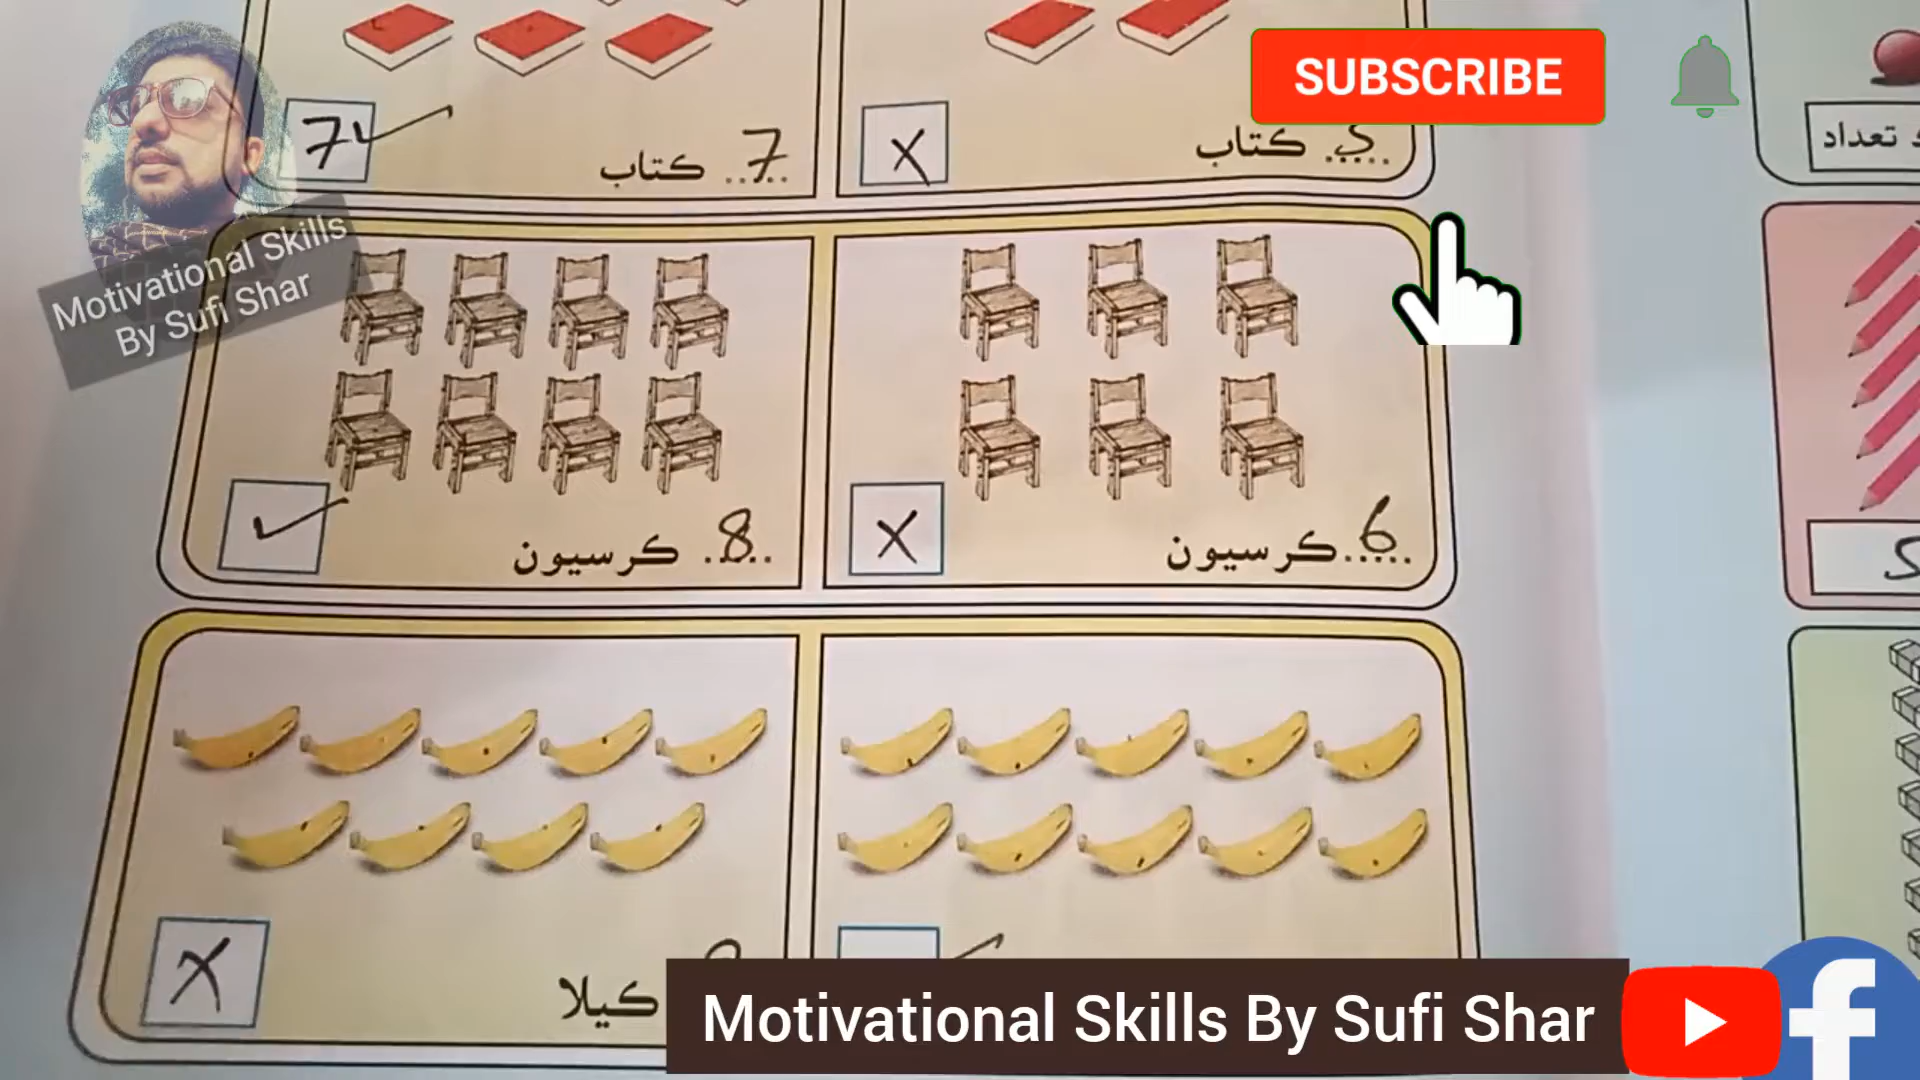 SUBSCRIBE
Motivational Skills
By Sufi Shar
7
7 كتاب
X
كتاب
تعداد
8 كرسيون
X
6 كرسيون
X
كيلا
Motivational Skills By Sufi Shar